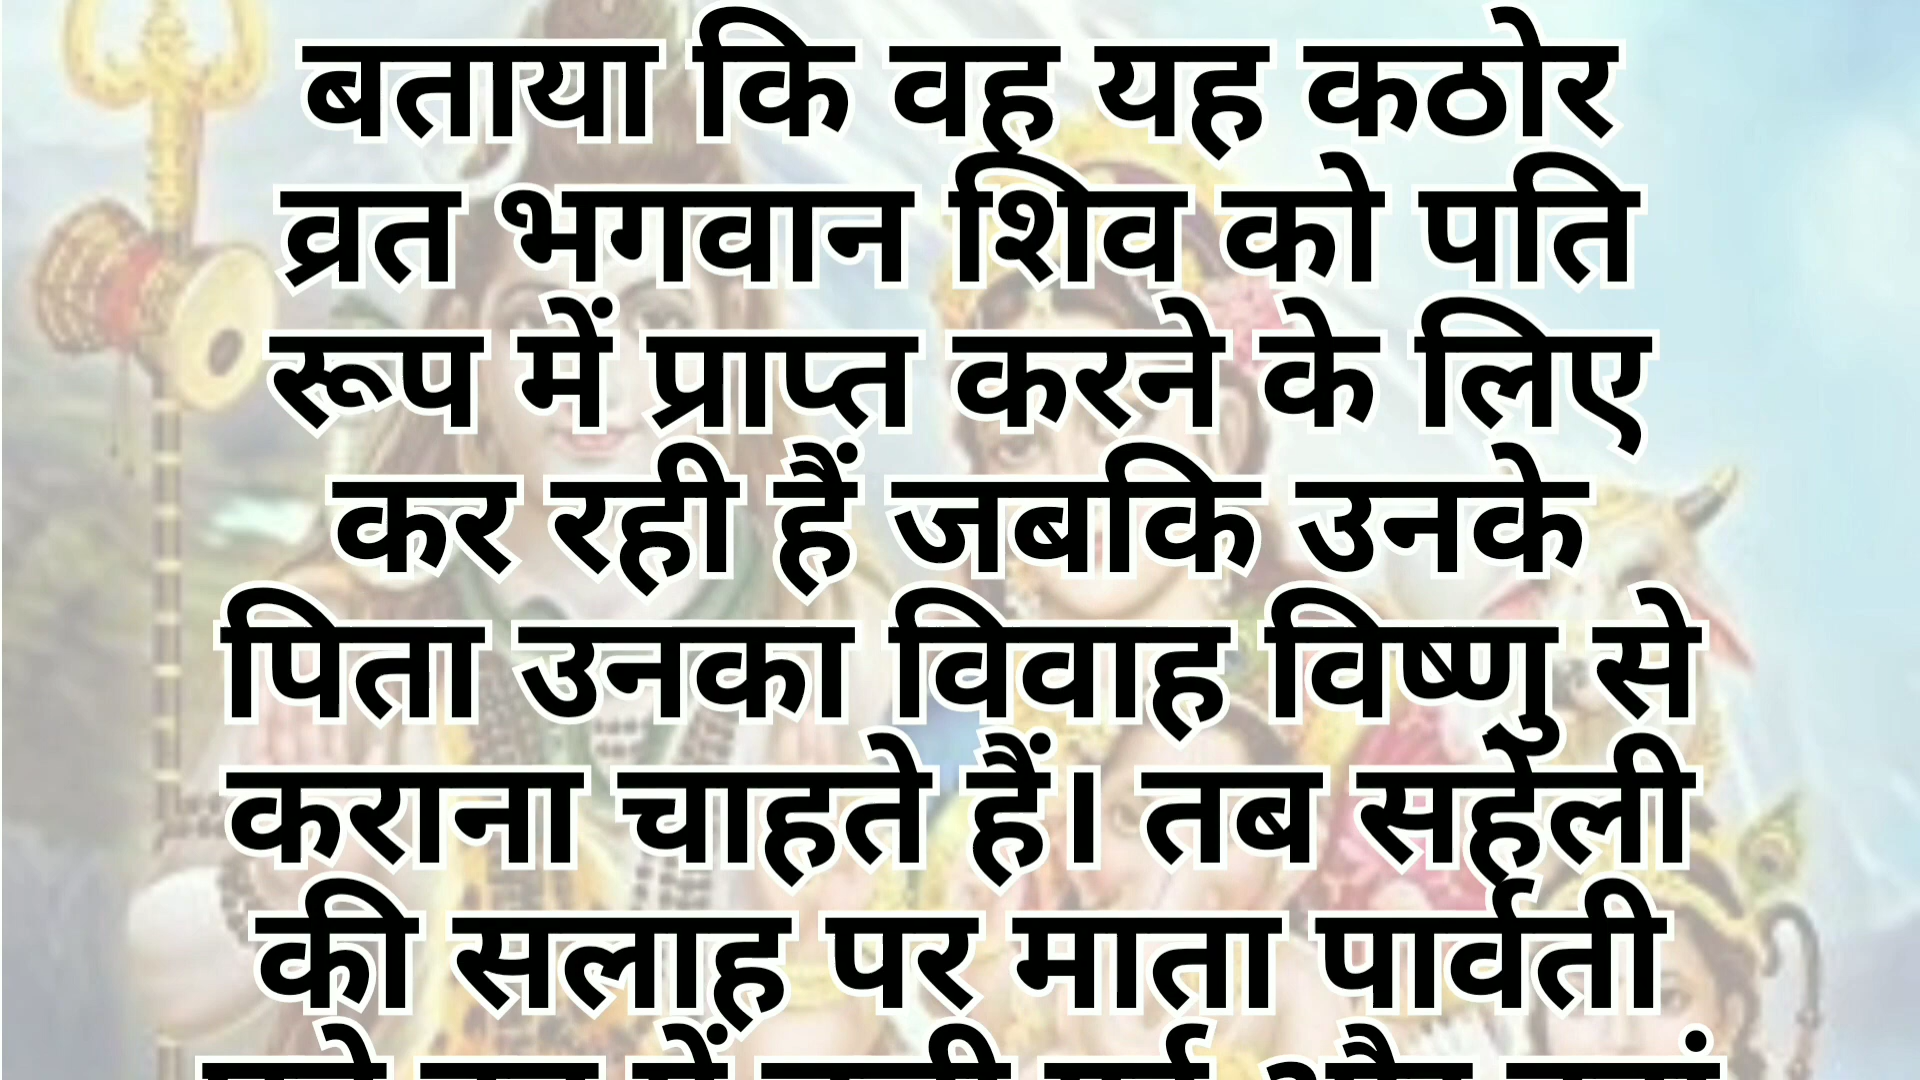 बताया कि वह यह कठोर
व्रत भगवान शिव को पति
रूप में प्राप्त करने के लिए
कर रही हैं जबकि उनके
पिता उनका विवाह विष्णु से
कराना चाहते हैं। तब सहेली
की सलाह पर माता पार्वती